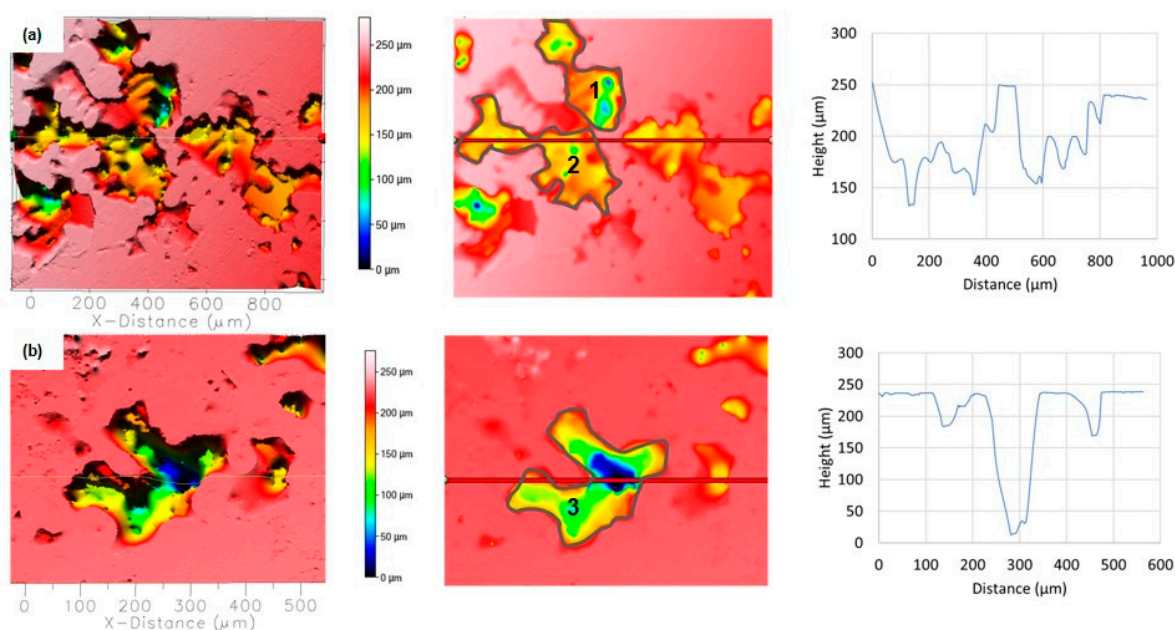 (a)
250 µm
200 µm
150 µm
100 µm
50 µm
0 µm
0 200 400 600 800
X-Distance (µm)
1
2
300
250
200
150
100
Height (µm)
0 200 400 600 800 1000
Distance (µm)
(b)
250 µm
200 µm
150 µm
100 µm
50 µm
0 µm
0 100 200 300 400 500
X-Distance (µm)
3
300
250
200
150
100
50
0
Height (µm)
0 100 200 300 400 500 600
Distance (µm)